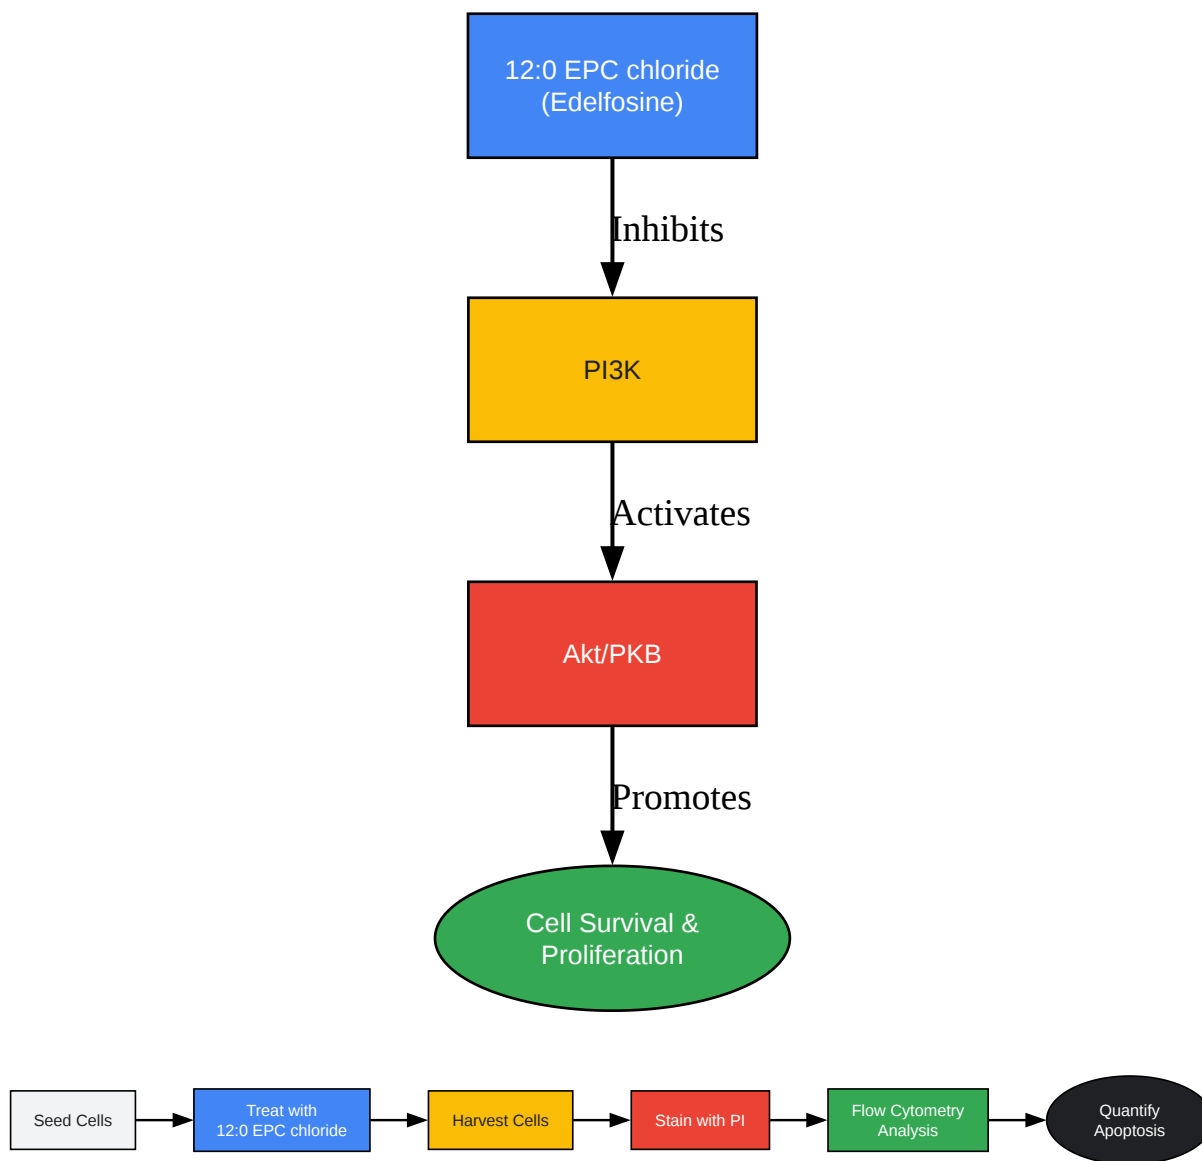 12:0 EPC chloride
(Edelfosine)
Inhibits
PI3K
Activates
Akt/PKB
Promotes
Cell Survival &
Proliferation
Seed Cells
Treat with
12:0 EPC chloride
Harvest Cells
Stain with PI
Flow Cytometry
Analysis
Quantify
Apoptosis